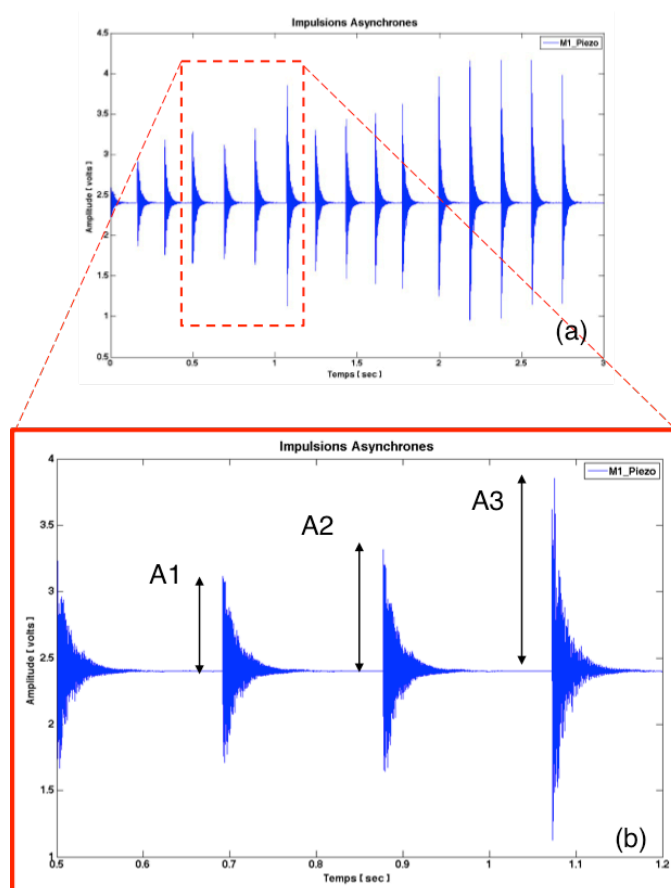 Impulsions Asynchrones
M1_Piezo
4.5
4
3.5
3
2.5
2
1.5
1
0.5
Amplitude [ volts ]
0 0.5 1 1.5 2 2.5 3
Temps [ sec ]
(a)
Impulsions Asynchrones
M1_Piezo
4
3.5
3
2.5
2
1.5
1
Amplitude [ volts ]
A1
A2
A3
0.5 0.6 0.7 0.8 0.9 1 1.1 1.2
Temps [ sec ]
(b)